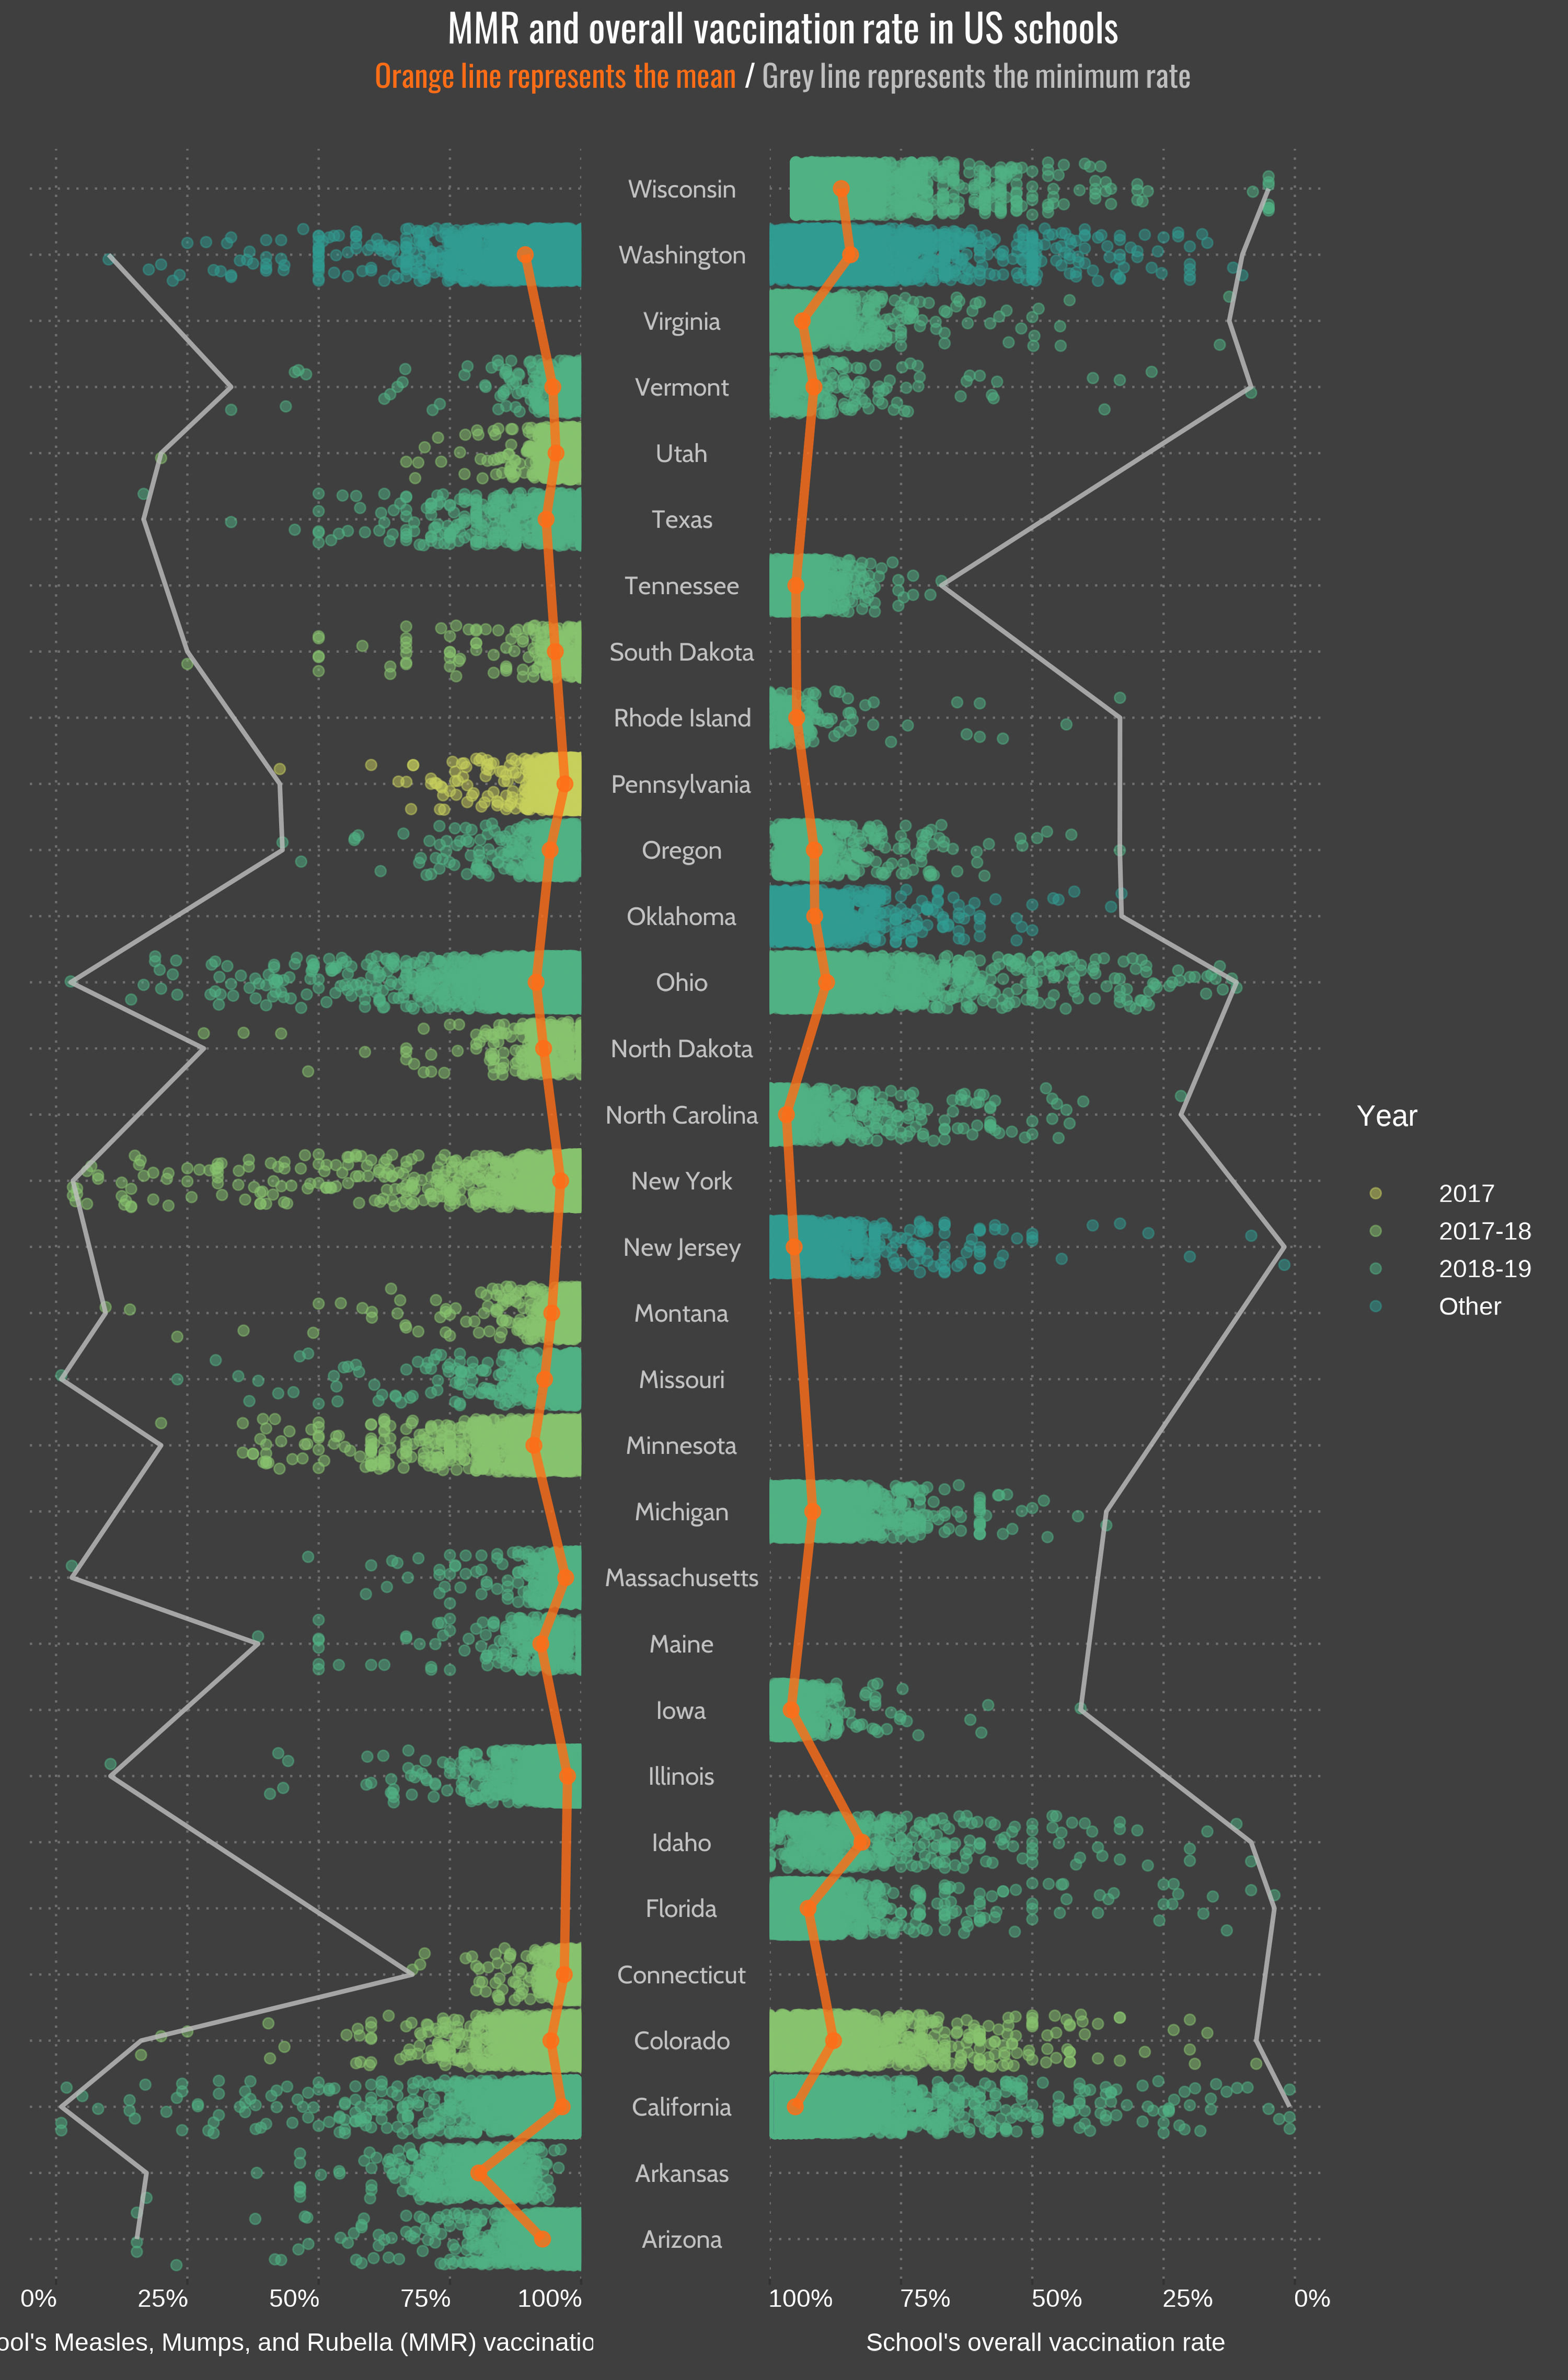 MMR and overall vaccination rate in US schools
Orange line represents the mean / Grey line represents the minimum rate
Wisconsin
Washington
Virginia
Vermont
Utah
Texas
Tennessee
South Dakota
Rhode Island
Pennsylvania
Oregon
Oklahoma
Ohio
North Dakota
North Carolina
New York
New Jersey
Montana
Missouri
Minnesota
Michigan
Massachusetts
Maine
Iowa
Illinois
Idaho
Florida
Connecticut
Colorado
California
Arkansas
Arizona
Year
2017
2017-18
2018-19
Other
0% 25% 50% 75% 100%
100% 75% 50% 25% 0%
ool's Measles, Mumps, and Rubella (MMR) vaccinatio
School's overall vaccination rate